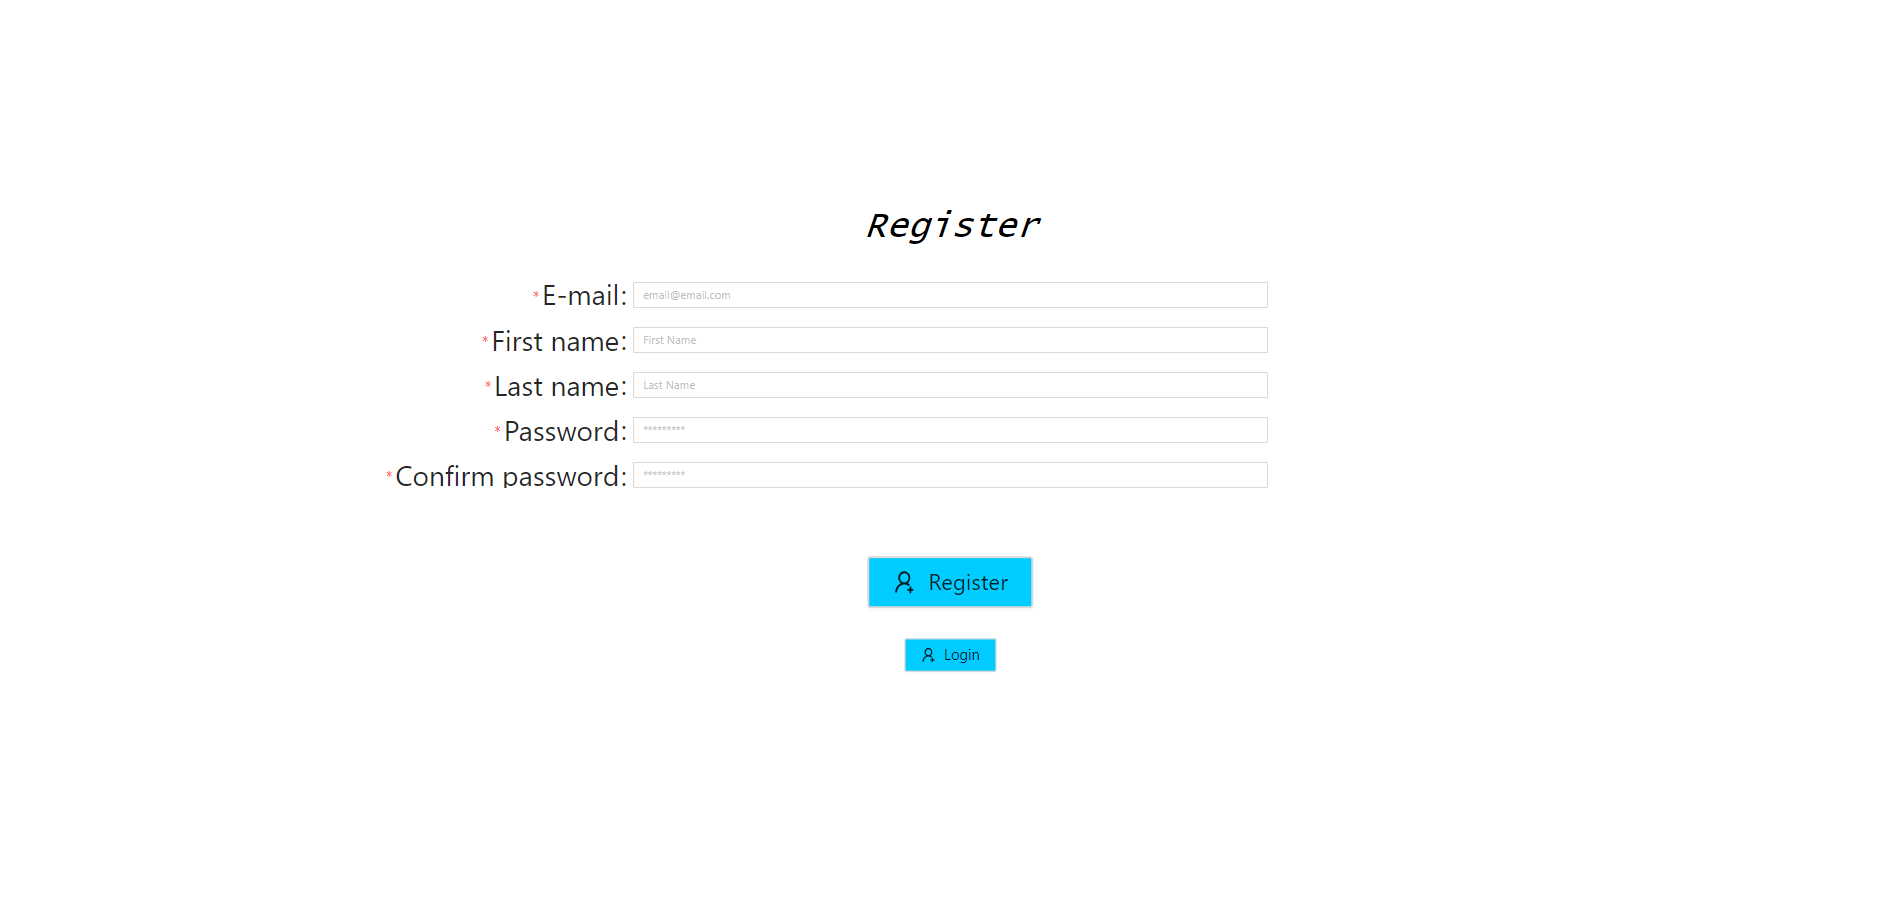 Register
*E-mail: email@email.com
*First name: First Name
*Last name: Last Name
*Password: *********
*Confirm password: *********
Register
Login